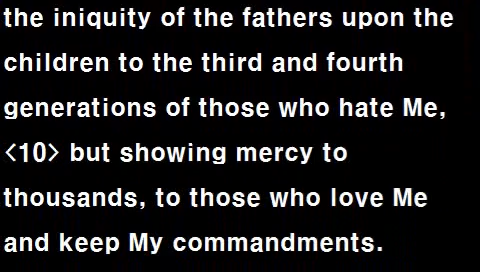 the iniquity of the fathers upon the
children to the third and fourth
generations of those who hate Me,
<10> but showing mercy to
thousands, to those who love Me
and keep My commandments.